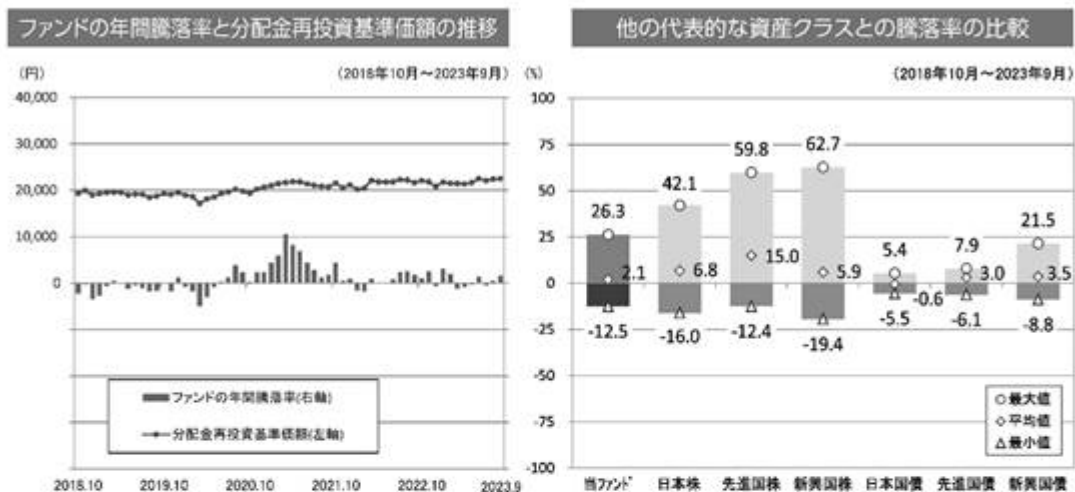 ファンドの年間騰落率と分配金再投資基準価額の推移
(円)
(2018年10月～2023年9月)
40,000
30,000
20,000
10,000
0
ファンドの年間騰落率(右軸)
分配金再投資基準価額(左軸)
2018.10
2019.10
2020.10
2021.10
2022.10
2023.9
他の代表的な資産クラスとの騰落率の比較
(%)
(2018年10月～2023年9月)
100
75
50
25
0
-25
-50
-75
-100
26.3
42.1
59.8
62.7
5.4
7.9
21.5
2.1
6.8
15.0
5.9
-0.6
3.0
3.5
-12.5
-16.0
-12.4
-19.4
-5.5
-6.1
-8.8
最大値
平均値
最小値
当ファンド
日本株
先進国株
新興国株
日本国債
先進国債
新興国債